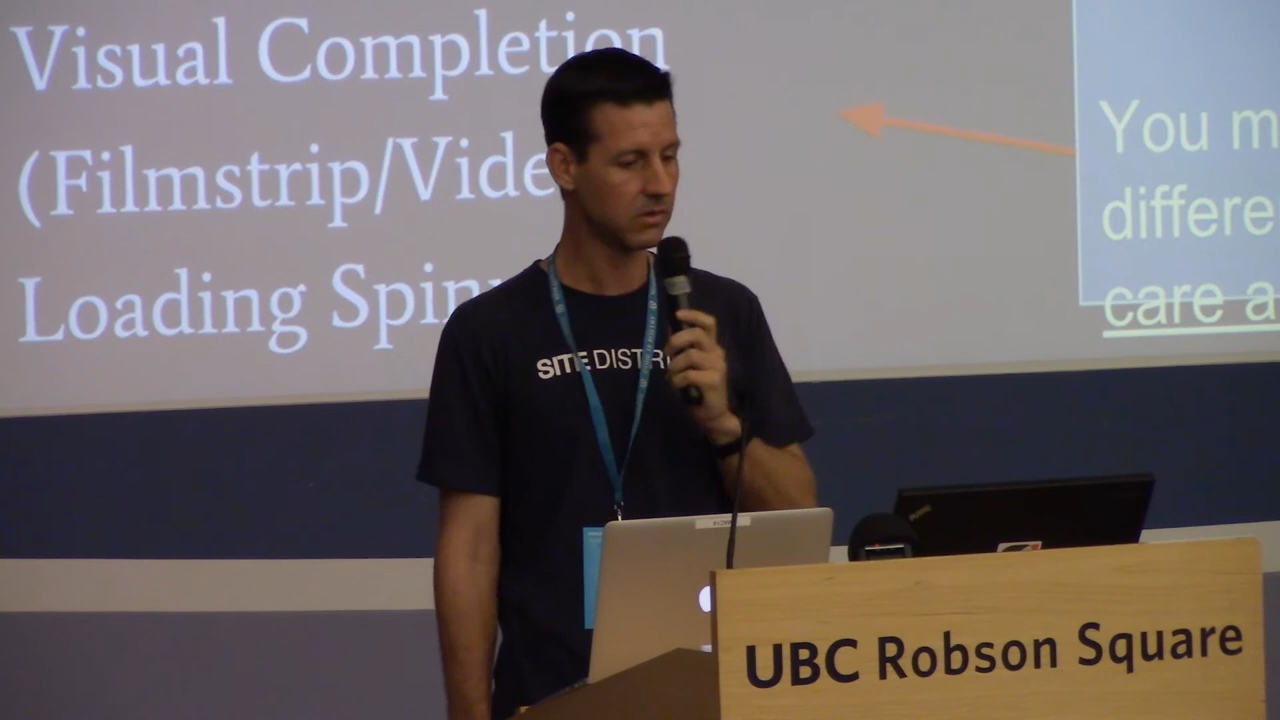 Visual Completion
(Filmstrip/Vide
Loading Spin
You m
differe
care a
SITE DISTR
UBC Robson Square